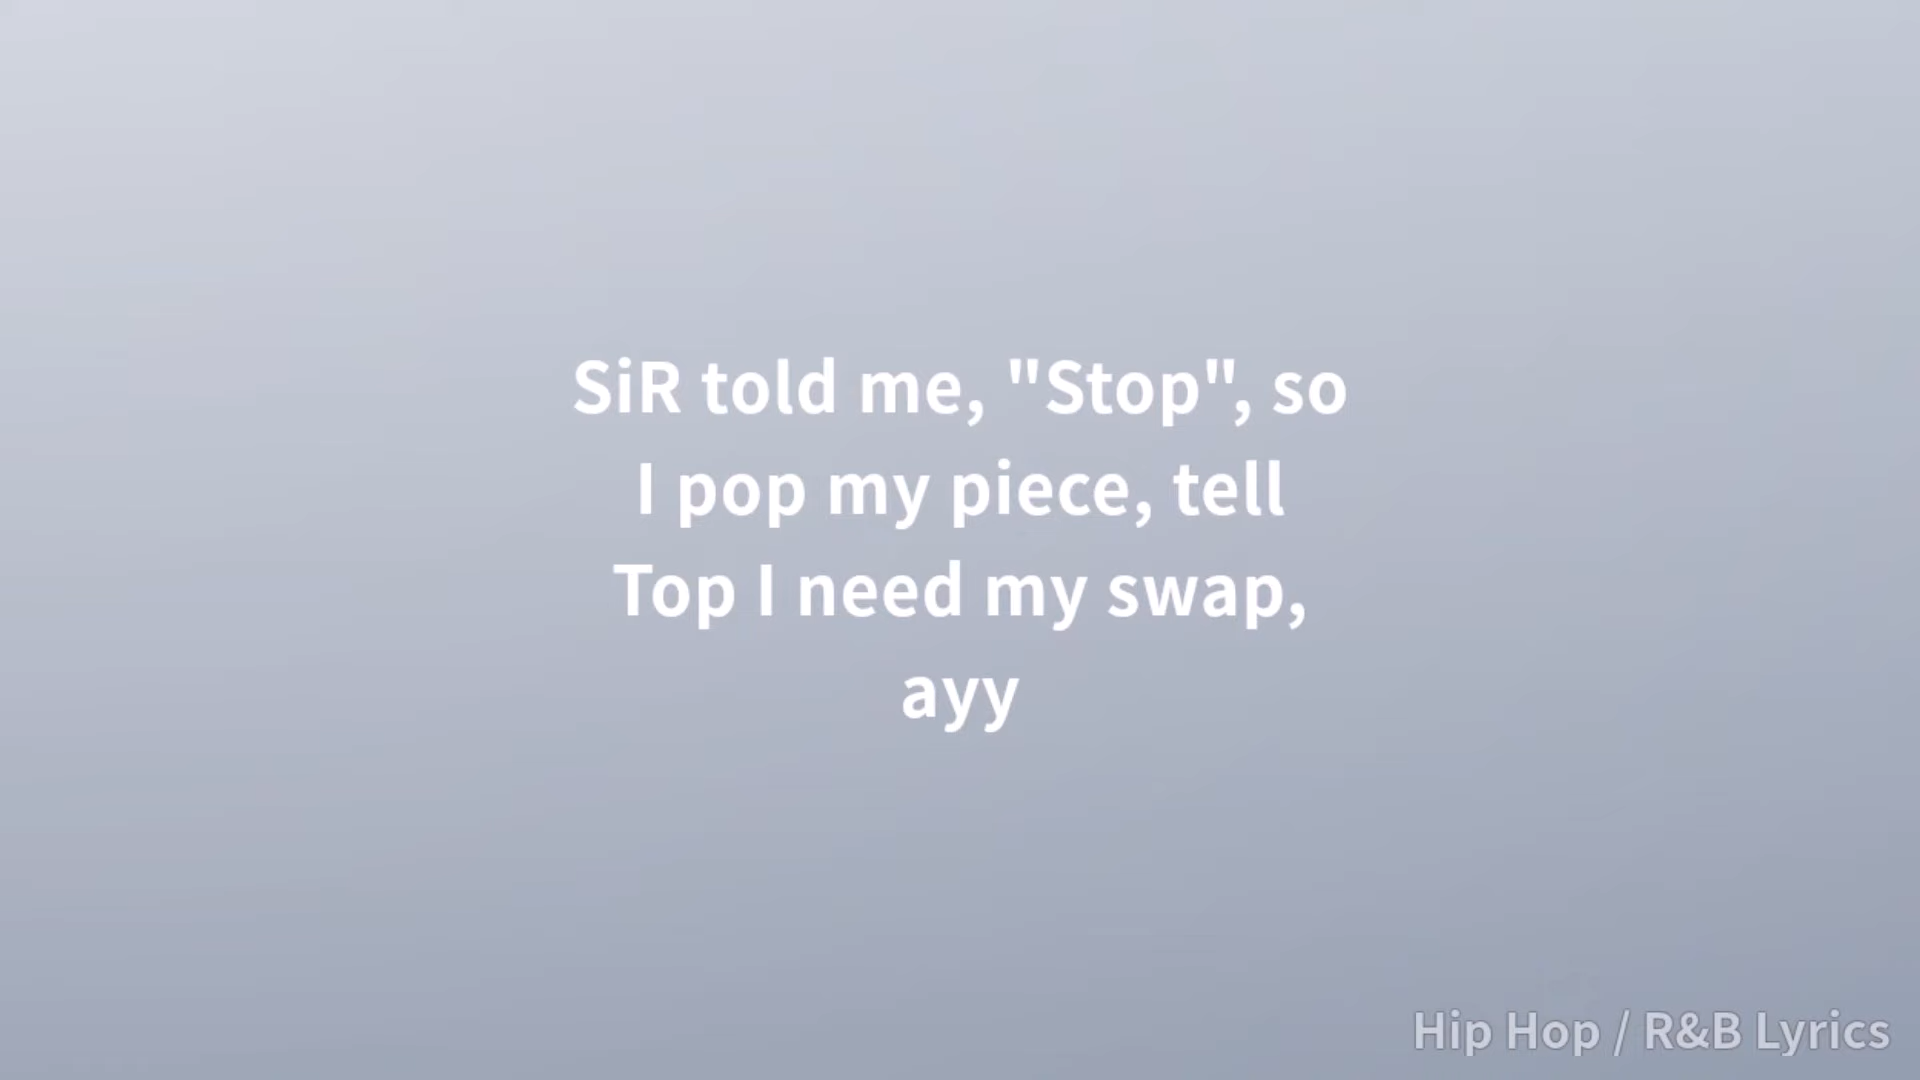 SiR told me, "Stop", so
I pop my piece, tell
Top I need my swap,
ayy
Hip Hop / R&B Lyrics